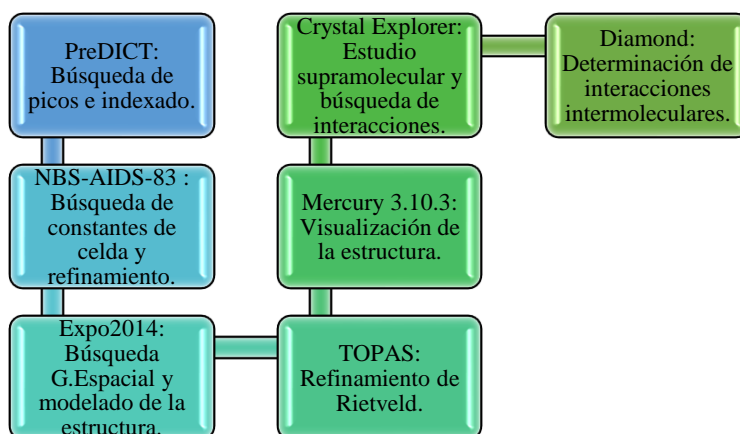 PreDICT:
Búsqueda de
picos e indexado.
NBS-AIDS-83 :
Búsqueda de
constantes de
celda y
refinamiento.
Expo2014:
Búsqueda
G.Espacial y
modelado de la
estructura.
TOPAS:
Refinamiento de
Rietveld.
Mercury 3.10.3:
Visualización de
la estructura.
Crystal Explorer:
Estudio
supramolecular y
búsqueda de
interacciones.
Diamond:
Determinación de
interacciones
intermoleculares.